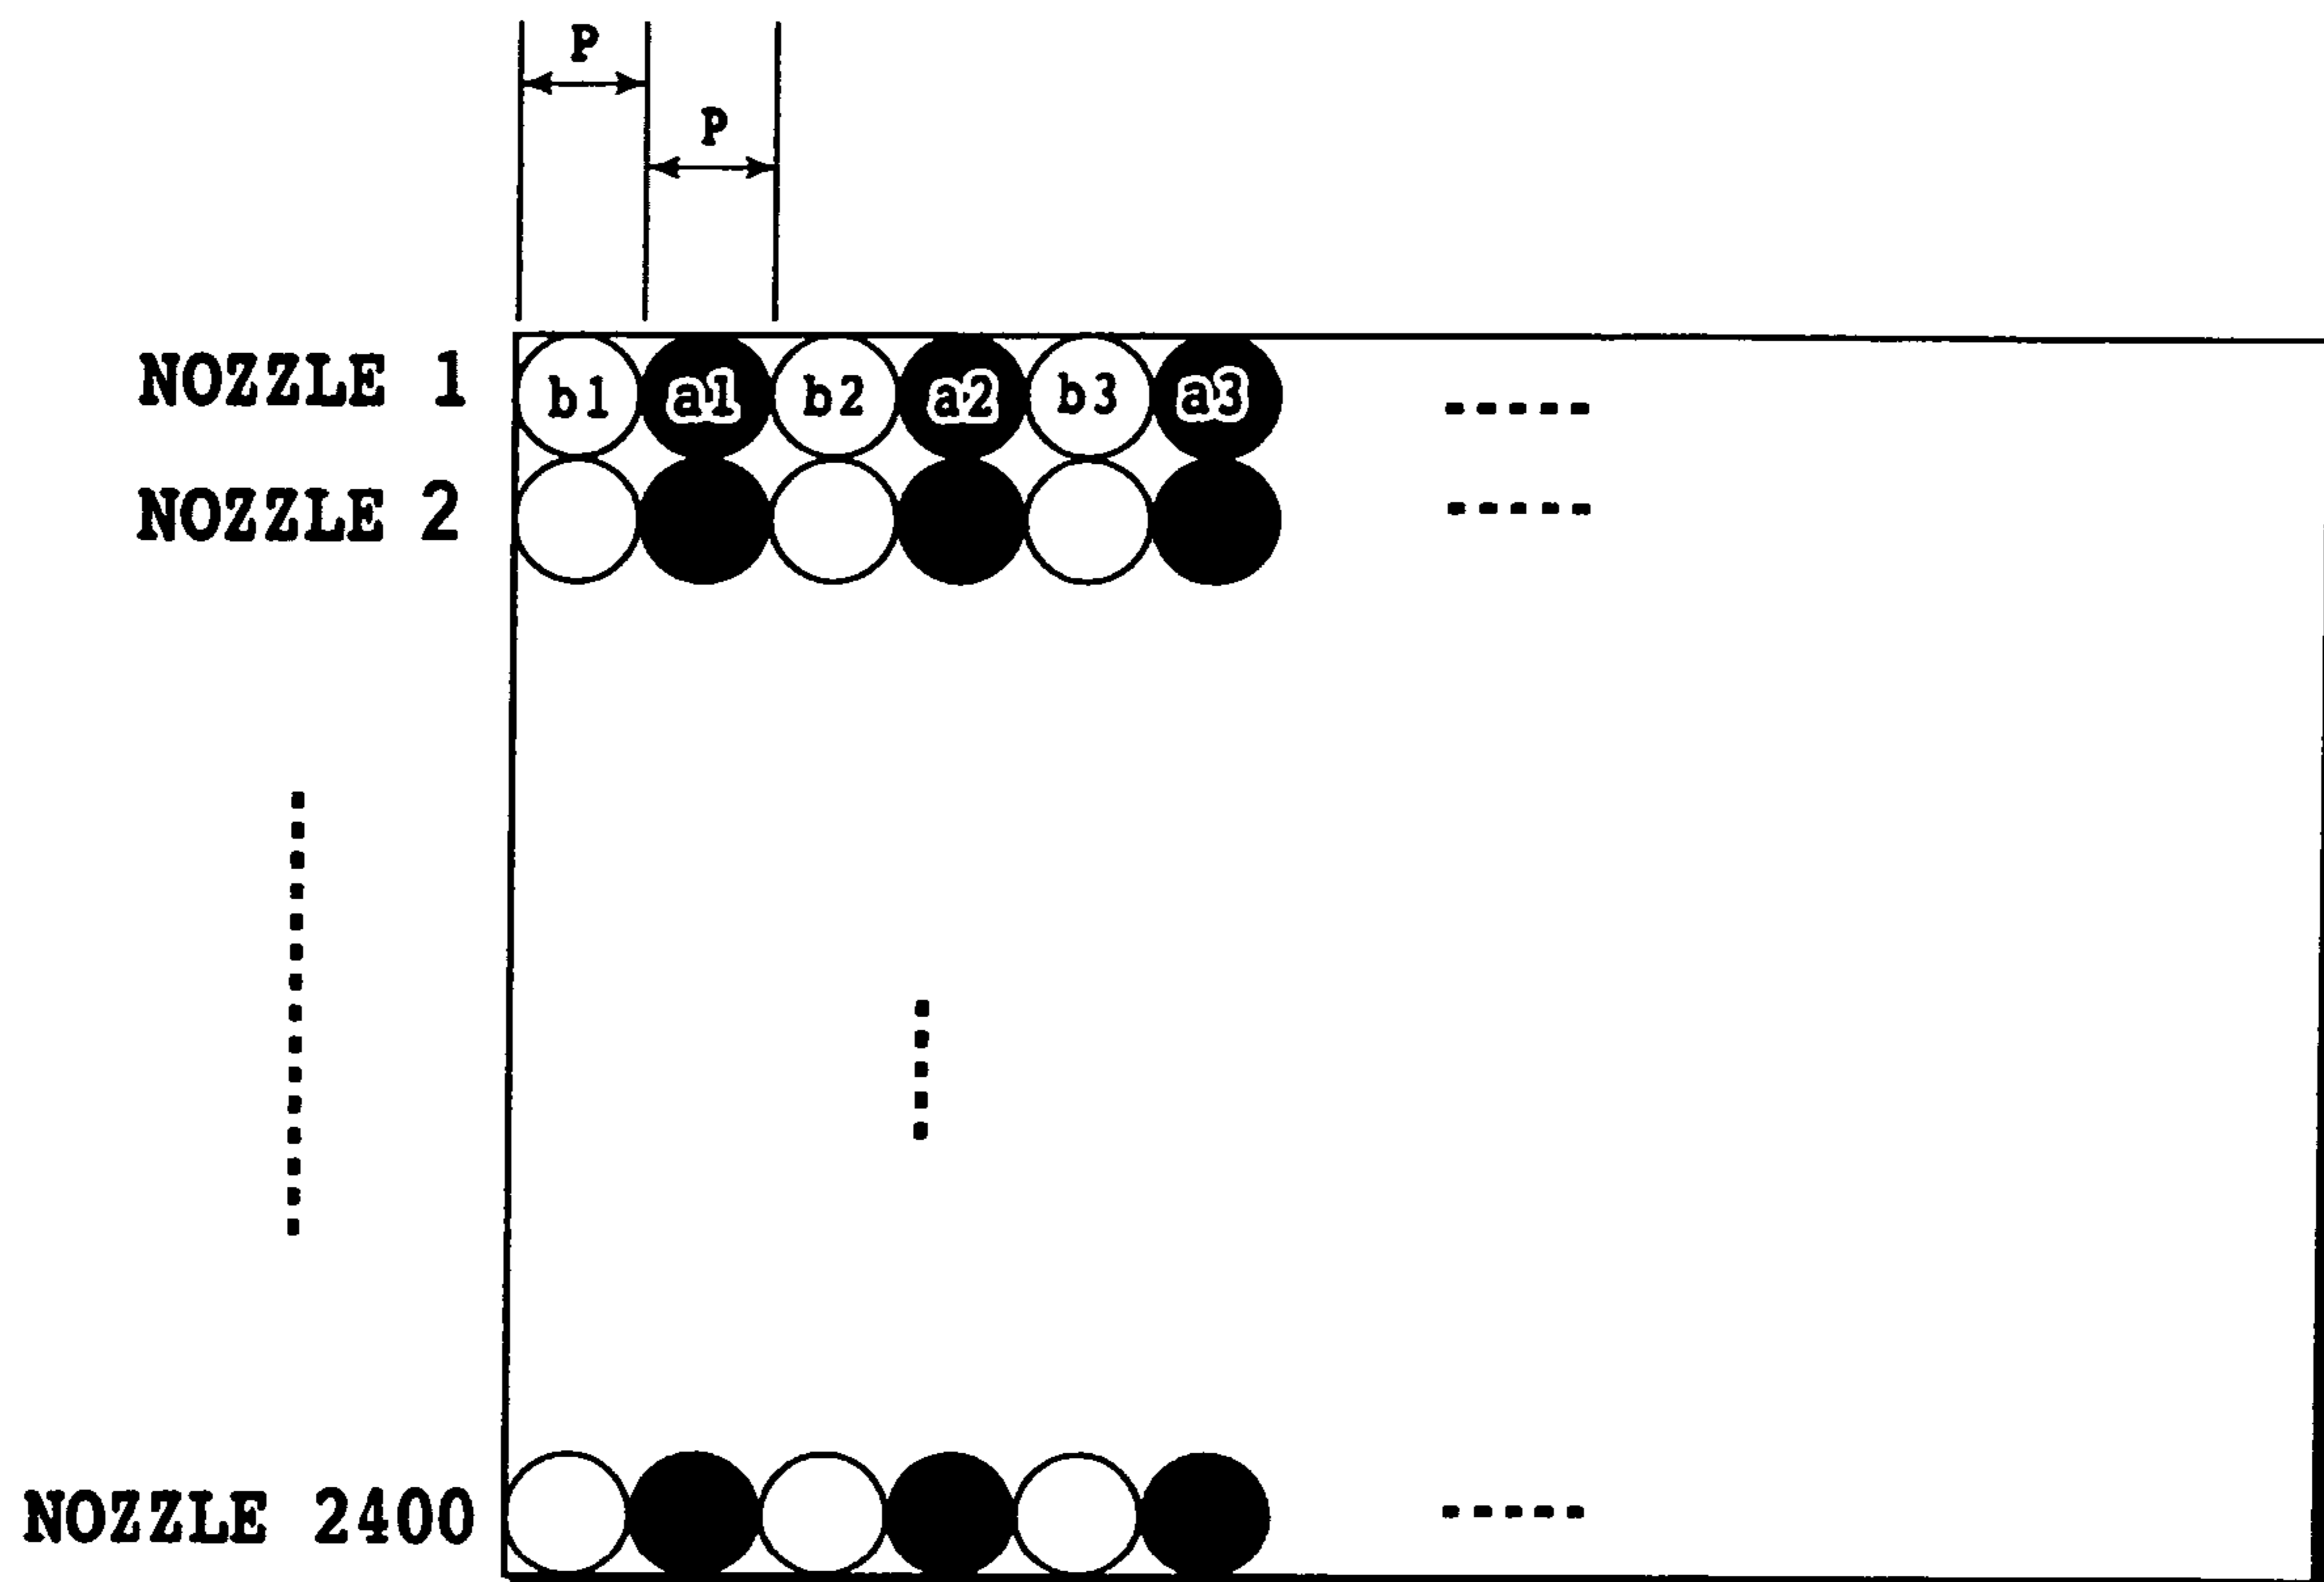 P
P
NOZZLE 1 b1 a1 b2 a2 b3 a3 -----
NOZZLE 2 -----
NOZZLE 2400 -----